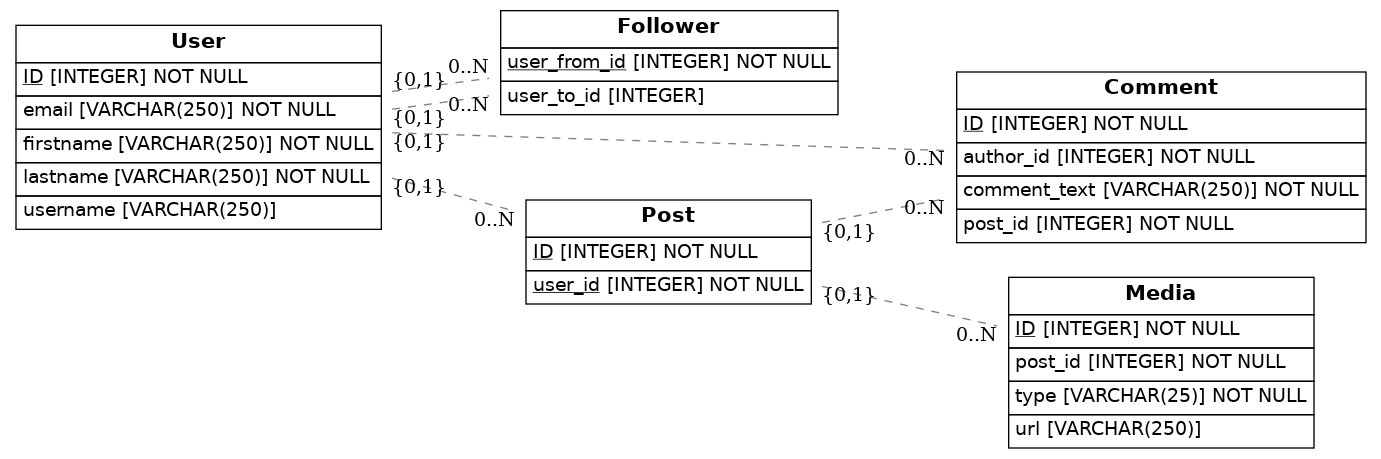 User
ID [INTEGER] NOT NULL
email [VARCHAR(250)] NOT NULL
firstname [VARCHAR(250)] NOT NULL
lastname [VARCHAR(250)] NOT NULL
username [VARCHAR(250)]
{0,1}
0..N
{0,1}
0..N
{0,1}
0..N
{0,1}
0..N
Follower
user_from_id [INTEGER] NOT NULL
user_to_id [INTEGER]
Post
ID [INTEGER] NOT NULL
user_id [INTEGER] NOT NULL
{0,1}
0..N
{0,1}
0..N
Comment
ID [INTEGER] NOT NULL
author_id [INTEGER] NOT NULL
comment_text [VARCHAR(250)] NOT NULL
post_id [INTEGER] NOT NULL
Media
ID [INTEGER] NOT NULL
post_id [INTEGER] NOT NULL
type [VARCHAR(25)] NOT NULL
url [VARCHAR(250)]